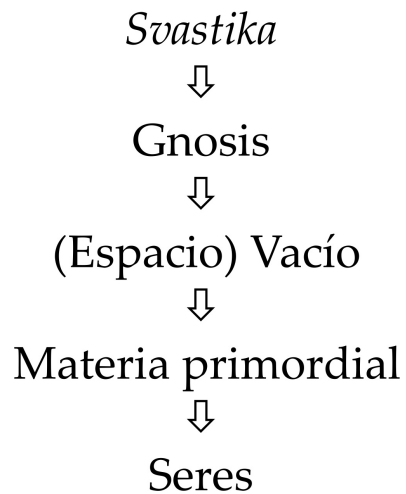 Svastika
⇩
Gnosis
⇩
(Espacio) Vacío
⇩
Materia primordial
⇩
Seres